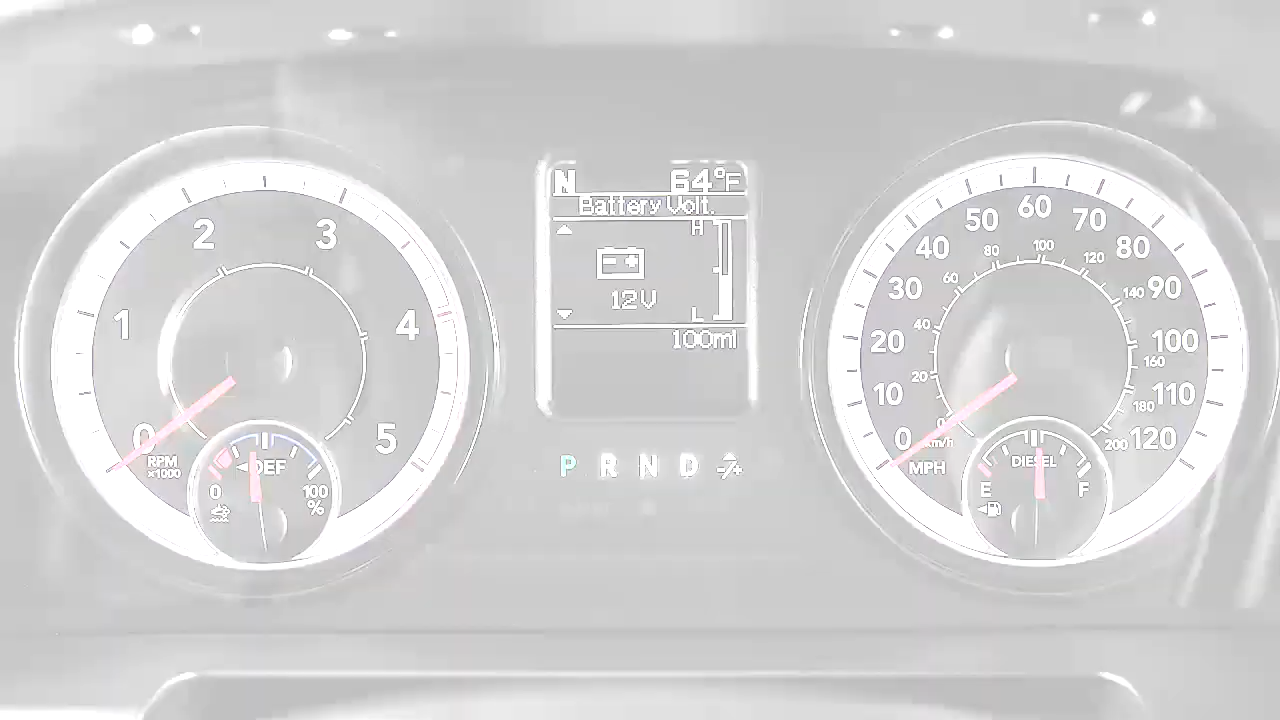 N 64°F
Battery Volt.
H
12V
L
100mi
P R N D
0 1 2 3 4 5
RPM
x1000
DEF
0 100
%
0 10 20 30 40 50 60 70 80 90 100 110 120
0 20 40 60 80 100 120 140 160 180 200
km/h
MPH
DIESEL
E F